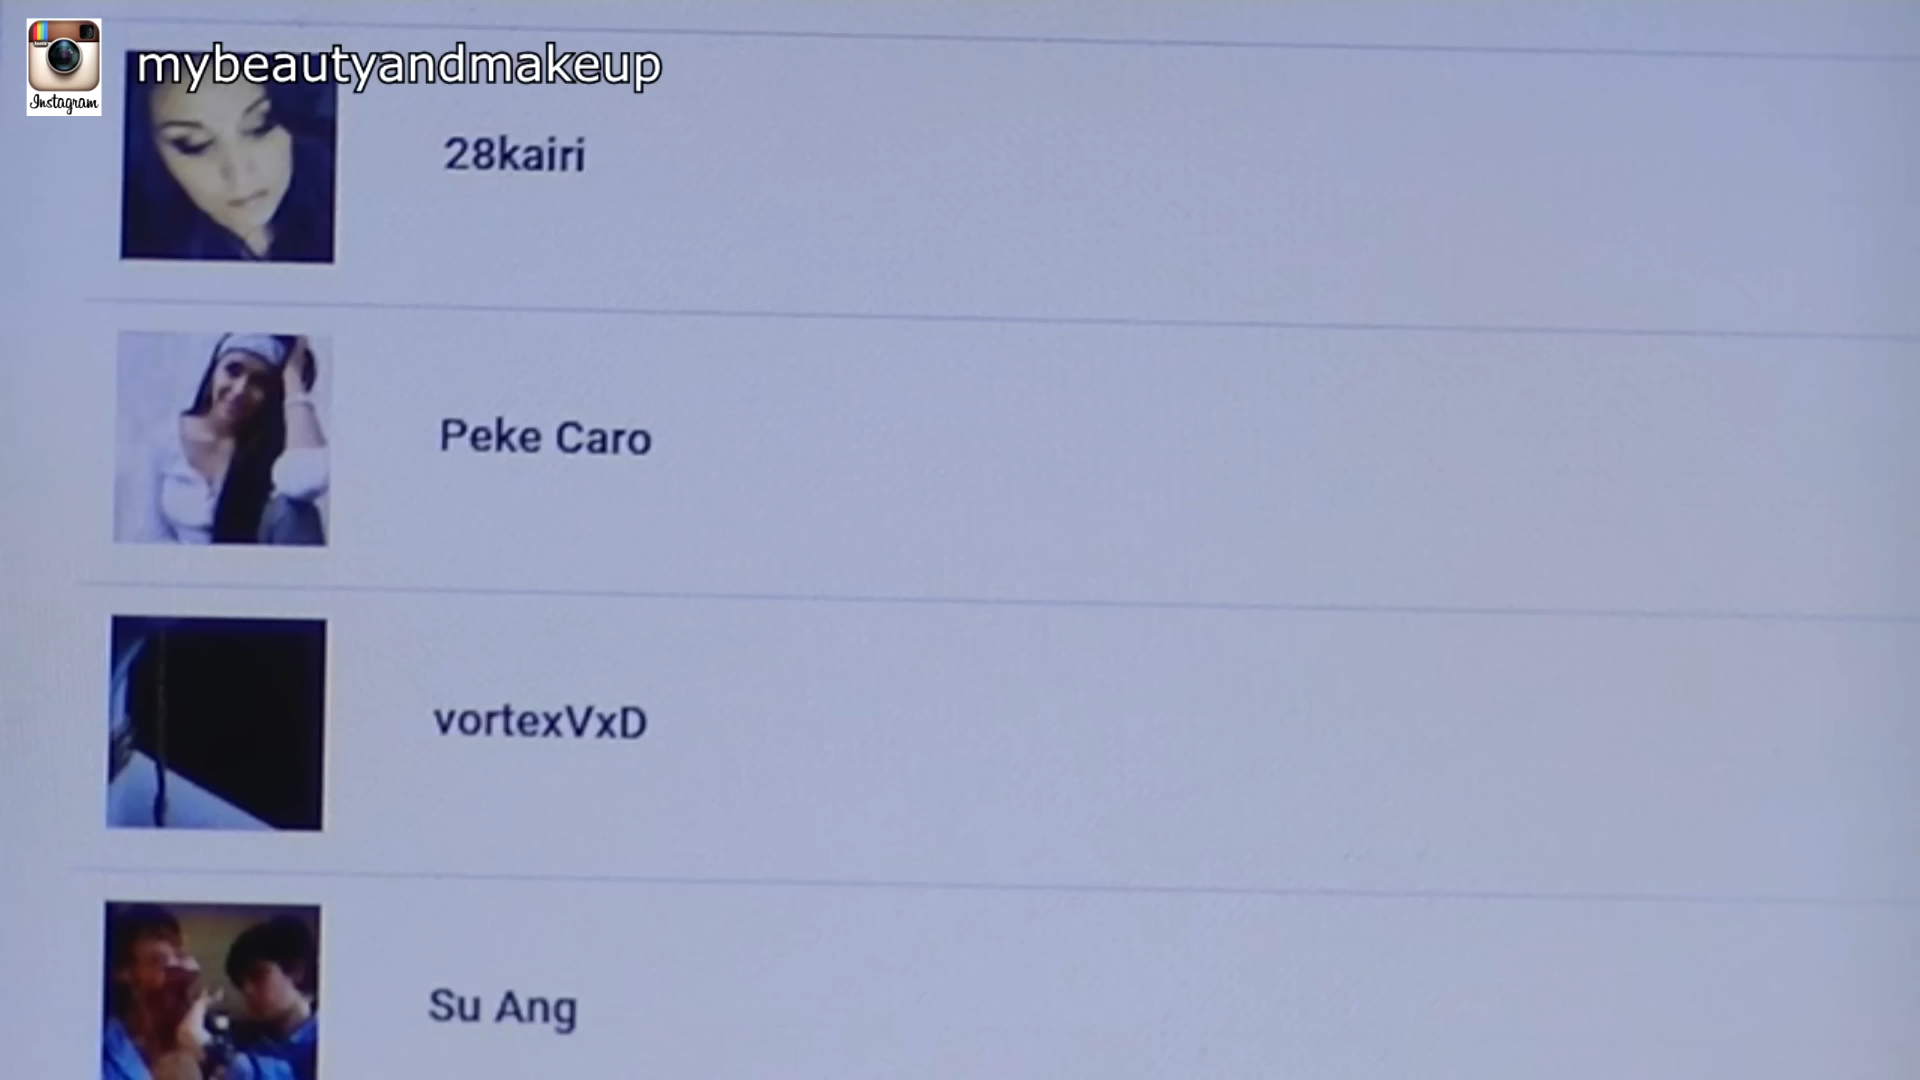 Instagram
mybeautyandmakeup
28kairi
Peke Caro
vortexVxD
Su Ang